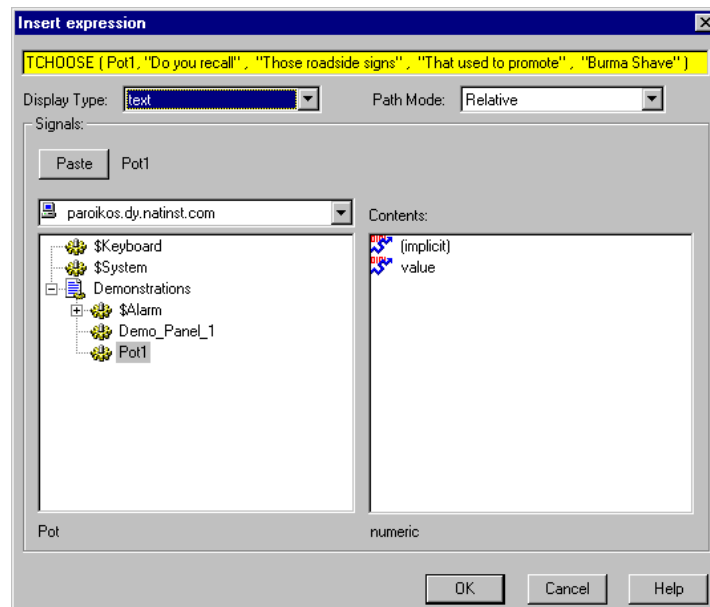 Insert expression
TCHOOSE ( Pot1, "Do you recall" , "Those roadside signs" , "That used to promote" , "Burma Shave" )
Display Type: text Path Mode: Relative
Signals:
Paste Pot1
paroikos.dy.natinst.com Contents:
$Keyboard (implicit)
$System value
Demonstrations
$Alarm
Demo_Panel_1
Pot1
Pot numeric
OK Cancel Help